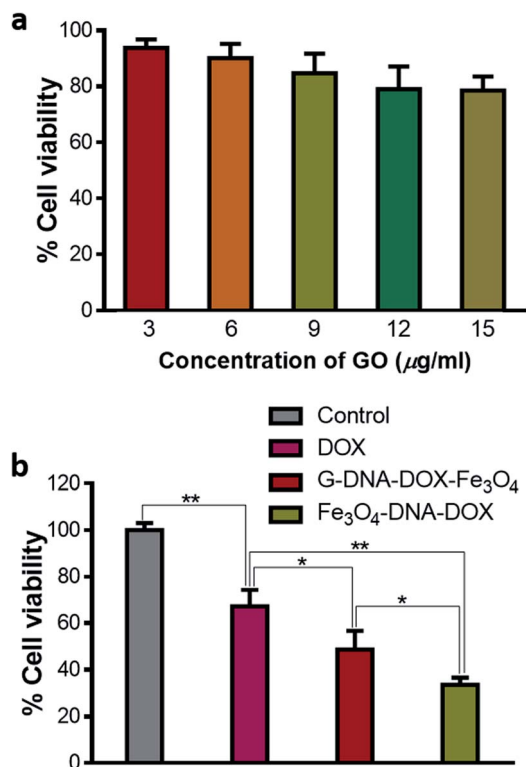 a
100
80
60
40
20
0
% Cell viability
3 6 9 12 15
Concentration of GO (μg/ml)
Control
DOX
G-DNA-DOX-Fe₃O₄
Fe₃O₄-DNA-DOX
b
120
100
80
60
40
20
0
% Cell viability
**
**
*
*